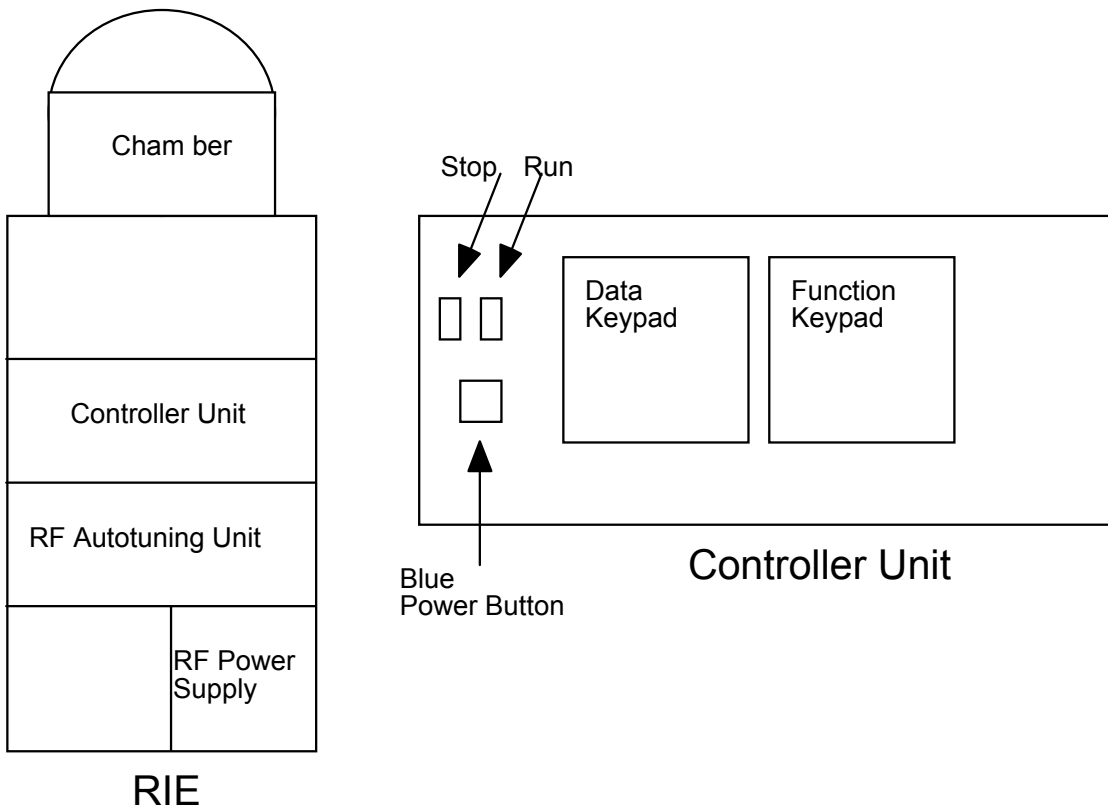 Cham ber
Controller Unit
RF Autotuning Unit
RF Power
Supply
RIE
Stop
Run
Data
Keypad
Function
Keypad
Blue
Power Button
Controller Unit